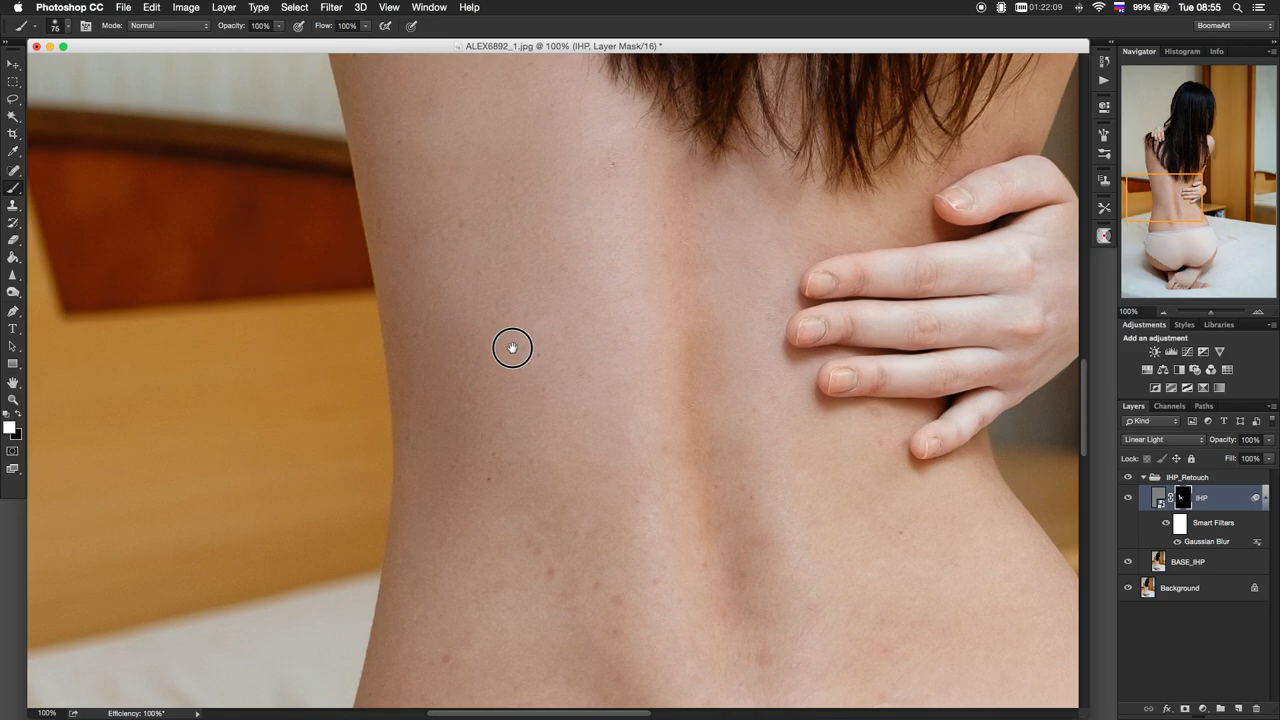 Photoshop CC File Edit Image Layer Type Select Filter 3D View Window Help 01:22:09 99% Tue 08:55
75 Mode: Normal Opacity: 100% Flow: 100% BoomeArt
ALEX6892_1.jpg @ 100% (IHP, Layer Mask/16) *
Navigator Histogram Info
100%
Adjustments Styles Libraries
Add an adjustment
Layers Channels Paths
Kind
Linear Light Opacity: 100%
Lock: Fill: 100%
IHP_Retouch
IHP
Smart Filters
Gaussian Blur
BASE_IHP
Background
100% Efficiency: 100%*